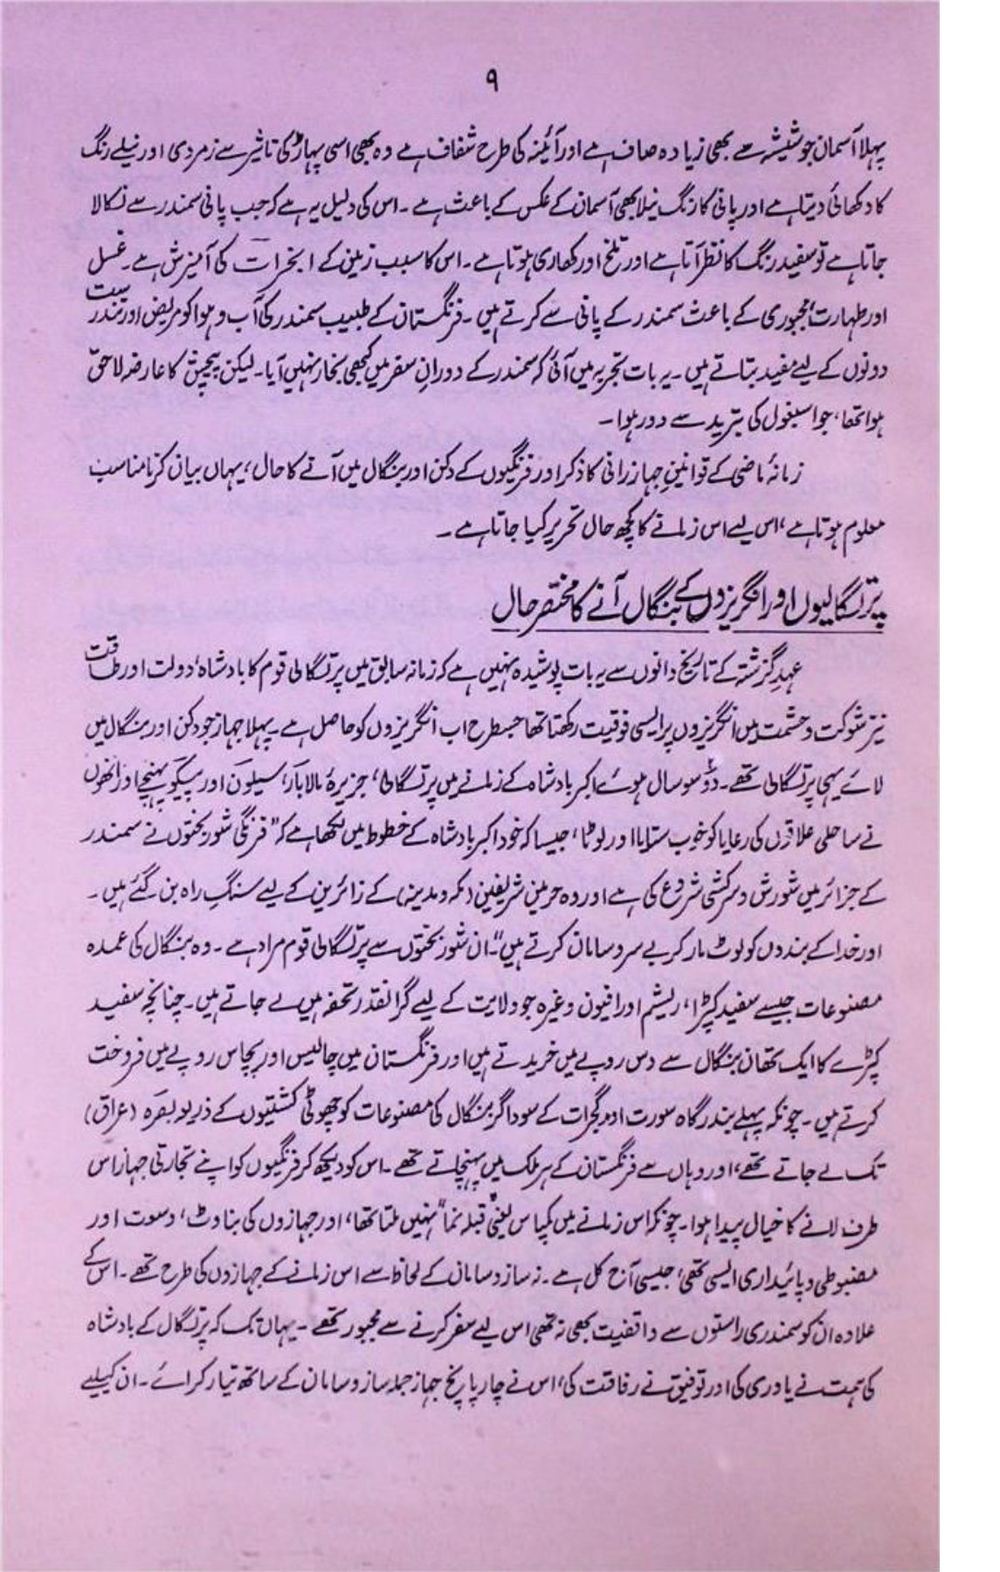 ۹
پہلا آسمان جو شیشے سے بھی زیادہ صاف ہے اور آئینہ کی طرح شفاف ہے وہ بھی اسی پہاڑ کی تاثیر سے زمردی اور نیلے رنگ
کا دکھائی دیتا ہے اور پانی کا رنگ نیلا بھی آسمان کے عکس کے باعث ہے ۔ اس کی دلیل یہ ہے کہ جب پانی سمندر سے نکالا
جاتا ہے تو سفید رنگ کا نظر آتا ہے اور تلخ اور کھاری ہوتا ہے ۔ اس کا سبب زمین کے ابخرات کی آمیزش ہے ۔ غسل
اور طہارت مجبوری کے باعث سمندر کے پانی سے کرتے ہیں ۔ فرنگستان کے طبیب سمندر کی آب و ہوا کو مریض اور تندرست
دونوں کے لیے مفید بتاتے ہیں ۔ یہ بات تجربہ میں آئی کہ سمندر کے دورانِ سفر میں کبھی بخار نہیں آیا ۔ لیکن پیچش کا عارضہ لاحق
ہوا تھا، جو اسبغول کی تبرید سے دور ہوا ۔
زمانۂ ماضی کے قوانینِ جہاز رانی کا ذکر اور فرنگیوں کے دکن اور بنگال میں آنے کا حال، یہاں بیان کرنا مناسب
معلوم ہوتا ہے، اس لیے اس زمانے کا کچھ حال تحریر کیا جاتا ہے ۔
پرتگالیوں اور انگریزوں کے بنگال آنے کا مختصر حال
عہدِ گزشتہ کے تاریخ دانوں سے یہ بات پوشیدہ نہیں ہے کہ زمانہ سابق میں پرتگالی قوم کا بادشاہ، دولت اور طاقت
نیز شوکت و حشمت میں انگریزوں پر ایسی فوقیت رکھتا تھا جسطرح اب انگریزوں کو حاصل ہے ۔ پہلا جہاز جو دکن اور بنگال میں
لائے یہی پرتگالی تھے ۔ دو سو سال ہوئے اکبر بادشاہ کے زمانے میں پرتگالی، جزیرۂ مالابار، سیلون اور پیگو پہنچے اور انھوں
نے ساحلی علاقوں کی رعایا کو خوب ستایا اور لوٹا، جیسا کہ خود اکبر بادشاہ کے خطوط میں لکھا ہے کہ "فرنگی شوربختوں نے سمندر
کے جزائر میں شورش و سرکشی شروع کی ہے اور وہ حرمین شریفین (مکہ و مدینہ) کے زائرین کے لیے سنگِ راہ بن گئے ہیں ۔
اور خدا کے بندوں کو لوٹ مار کر بے سروسامان کرتے ہیں" ۔ ان شوربختوں سے پرتگالی قوم مراد ہے ۔ وہ بنگال کی عمدہ
مصنوعات جیسے سفید کپڑا، ریشم اور افیون وغیرہ جو ولایت کے لیے گرانقدر تحفہ ہیں لے جاتے ہیں ۔ چنانچہ سفید
کپڑے کا ایک تھان بنگال سے دس روپے میں خریدتے ہیں اور فرنگستان میں چالیس اور پچاس روپے میں فروخت
کرتے ہیں ۔ چونکہ پہلے بندرگاہ سورت اور گجرات کے سوداگر بنگال کی مصنوعات کو چھوٹی کشتیوں کے ذریعہ بصرہ (عراق)
تک لے جاتے تھے، اور وہاں سے فرنگستان کے ہر ملک میں پہنچاتے تھے ۔ اس کو دیکھ کر فرنگیوں کو اپنے تجارتی جہاز اس
طرف لانے کا خیال پیدا ہوا ۔ چونکہ اس زمانے میں کمپاس یعنی "قبلہ نما" نہیں ملتا تھا، اور جہازوں کی بناوٹ، وسعت اور
مضبوطی و پائیداری ایسی تھی، جیسی آج کل ہے ۔ نہ ساز و سامان کے لحاظ سے اس زمانے کے جہازوں کی طرح تھے ۔ اس کے
علاوہ ان کو سمندری راستوں سے واقفیت بھی نہ تھی اس لیے سفر کرنے سے مجبور تھے ۔ یہاں تک کہ پرتگال کے بادشاہ
کی ہمت نے یاوری کی اور توفیق نے رفاقت کی، اس نے چار پانچ جہاز جملہ ساز و سامان کے ساتھ تیار کرائے ۔ ان کیلیے